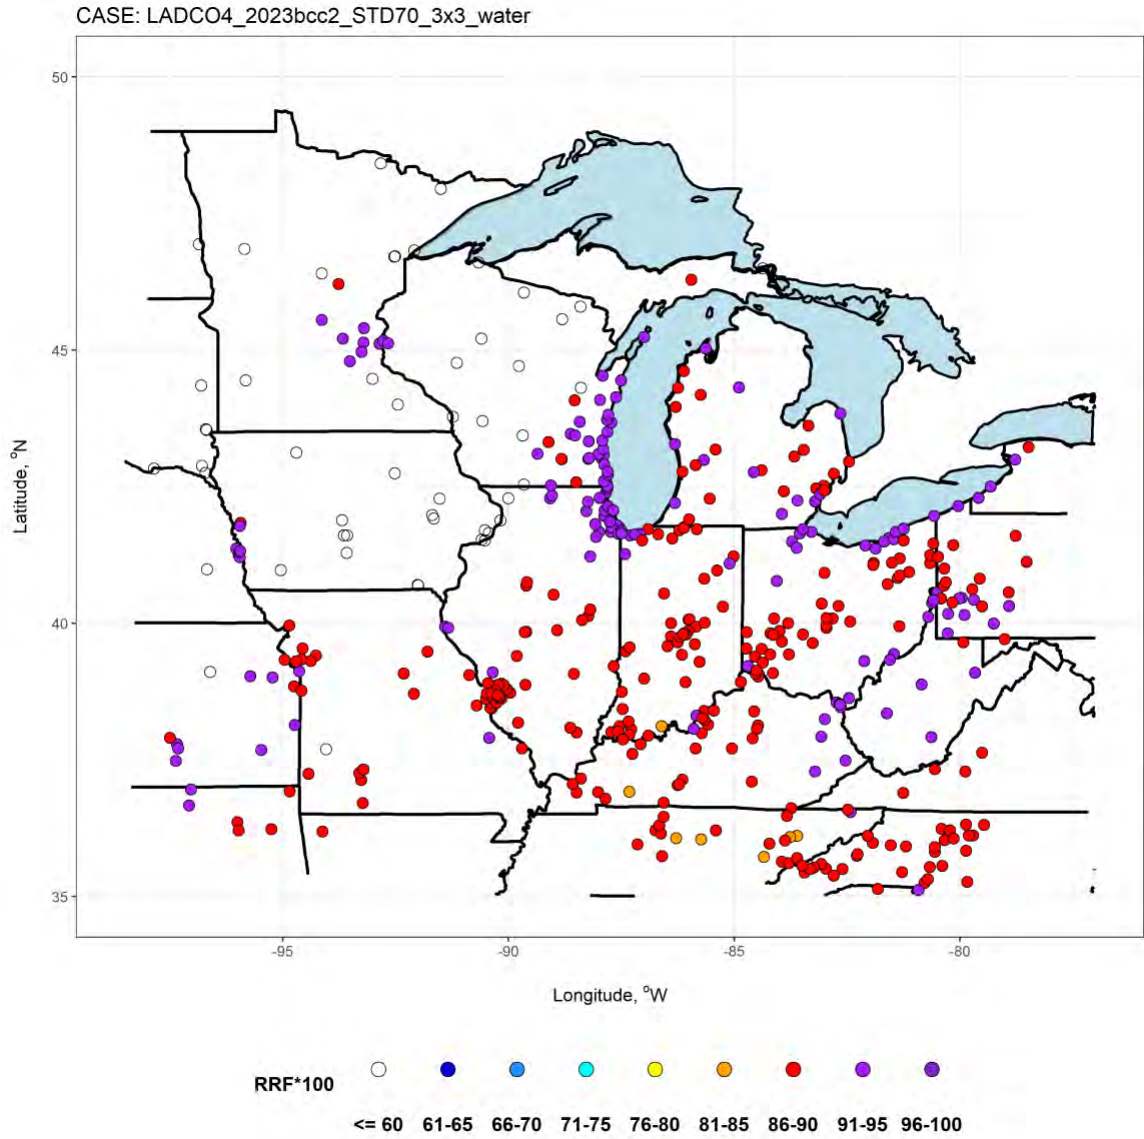 CASE: LADCO4_2023bcc2_STD70_3x3_water
50
45
40
35
Latitude, °N
-95 -90 -85 -80
Longitude, °W
RRF*100
<= 60 61-65 66-70 71-75 76-80 81-85 86-90 91-95 96-100